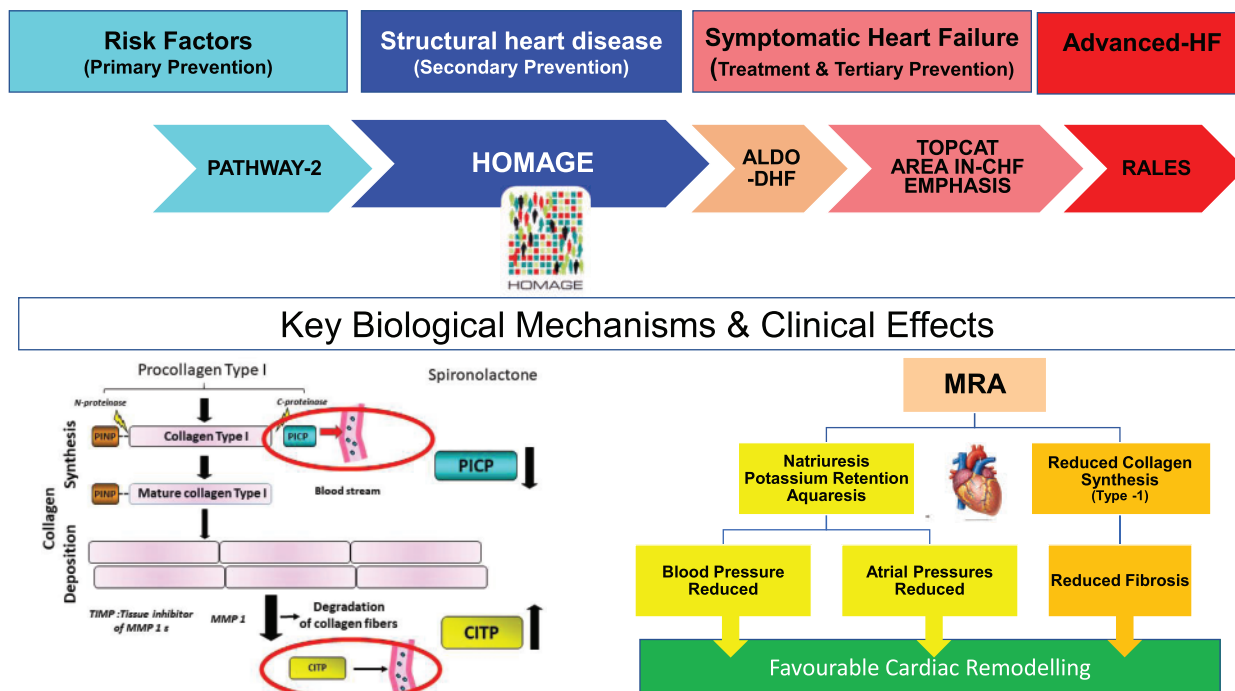 Risk Factors
(Primary Prevention)
Structural heart disease
(Secondary Prevention)
Symptomatic Heart Failure
(Treatment & Tertiary Prevention)
Advanced-HF
PATHWAY-2
HOMAGE
ALDO
-DHF
TOPCAT
AREA IN-CHF
EMPHASIS
RALES
HOMAGE
Key Biological Mechanisms & Clinical Effects
Procollagen Type I
Spironolactone
N-proteinase
C-proteinase
Synthesis
PINP
Collagen Type I
PICP
PICP
Blood stream
PINP
Mature collagen Type I
Collagen
Deposition
TIMP :Tissue inhibitor
of MMP 1 s
MMP 1
Degradation
of collagen fibers
CITP
CITP
MRA
Natriuresis
Potassium Retention
Aquaresis
Reduced Collagen
Synthesis
(Type -1)
Blood Pressure
Reduced
Atrial Pressures
Reduced
Reduced Fibrosis
Favourable Cardiac Remodelling